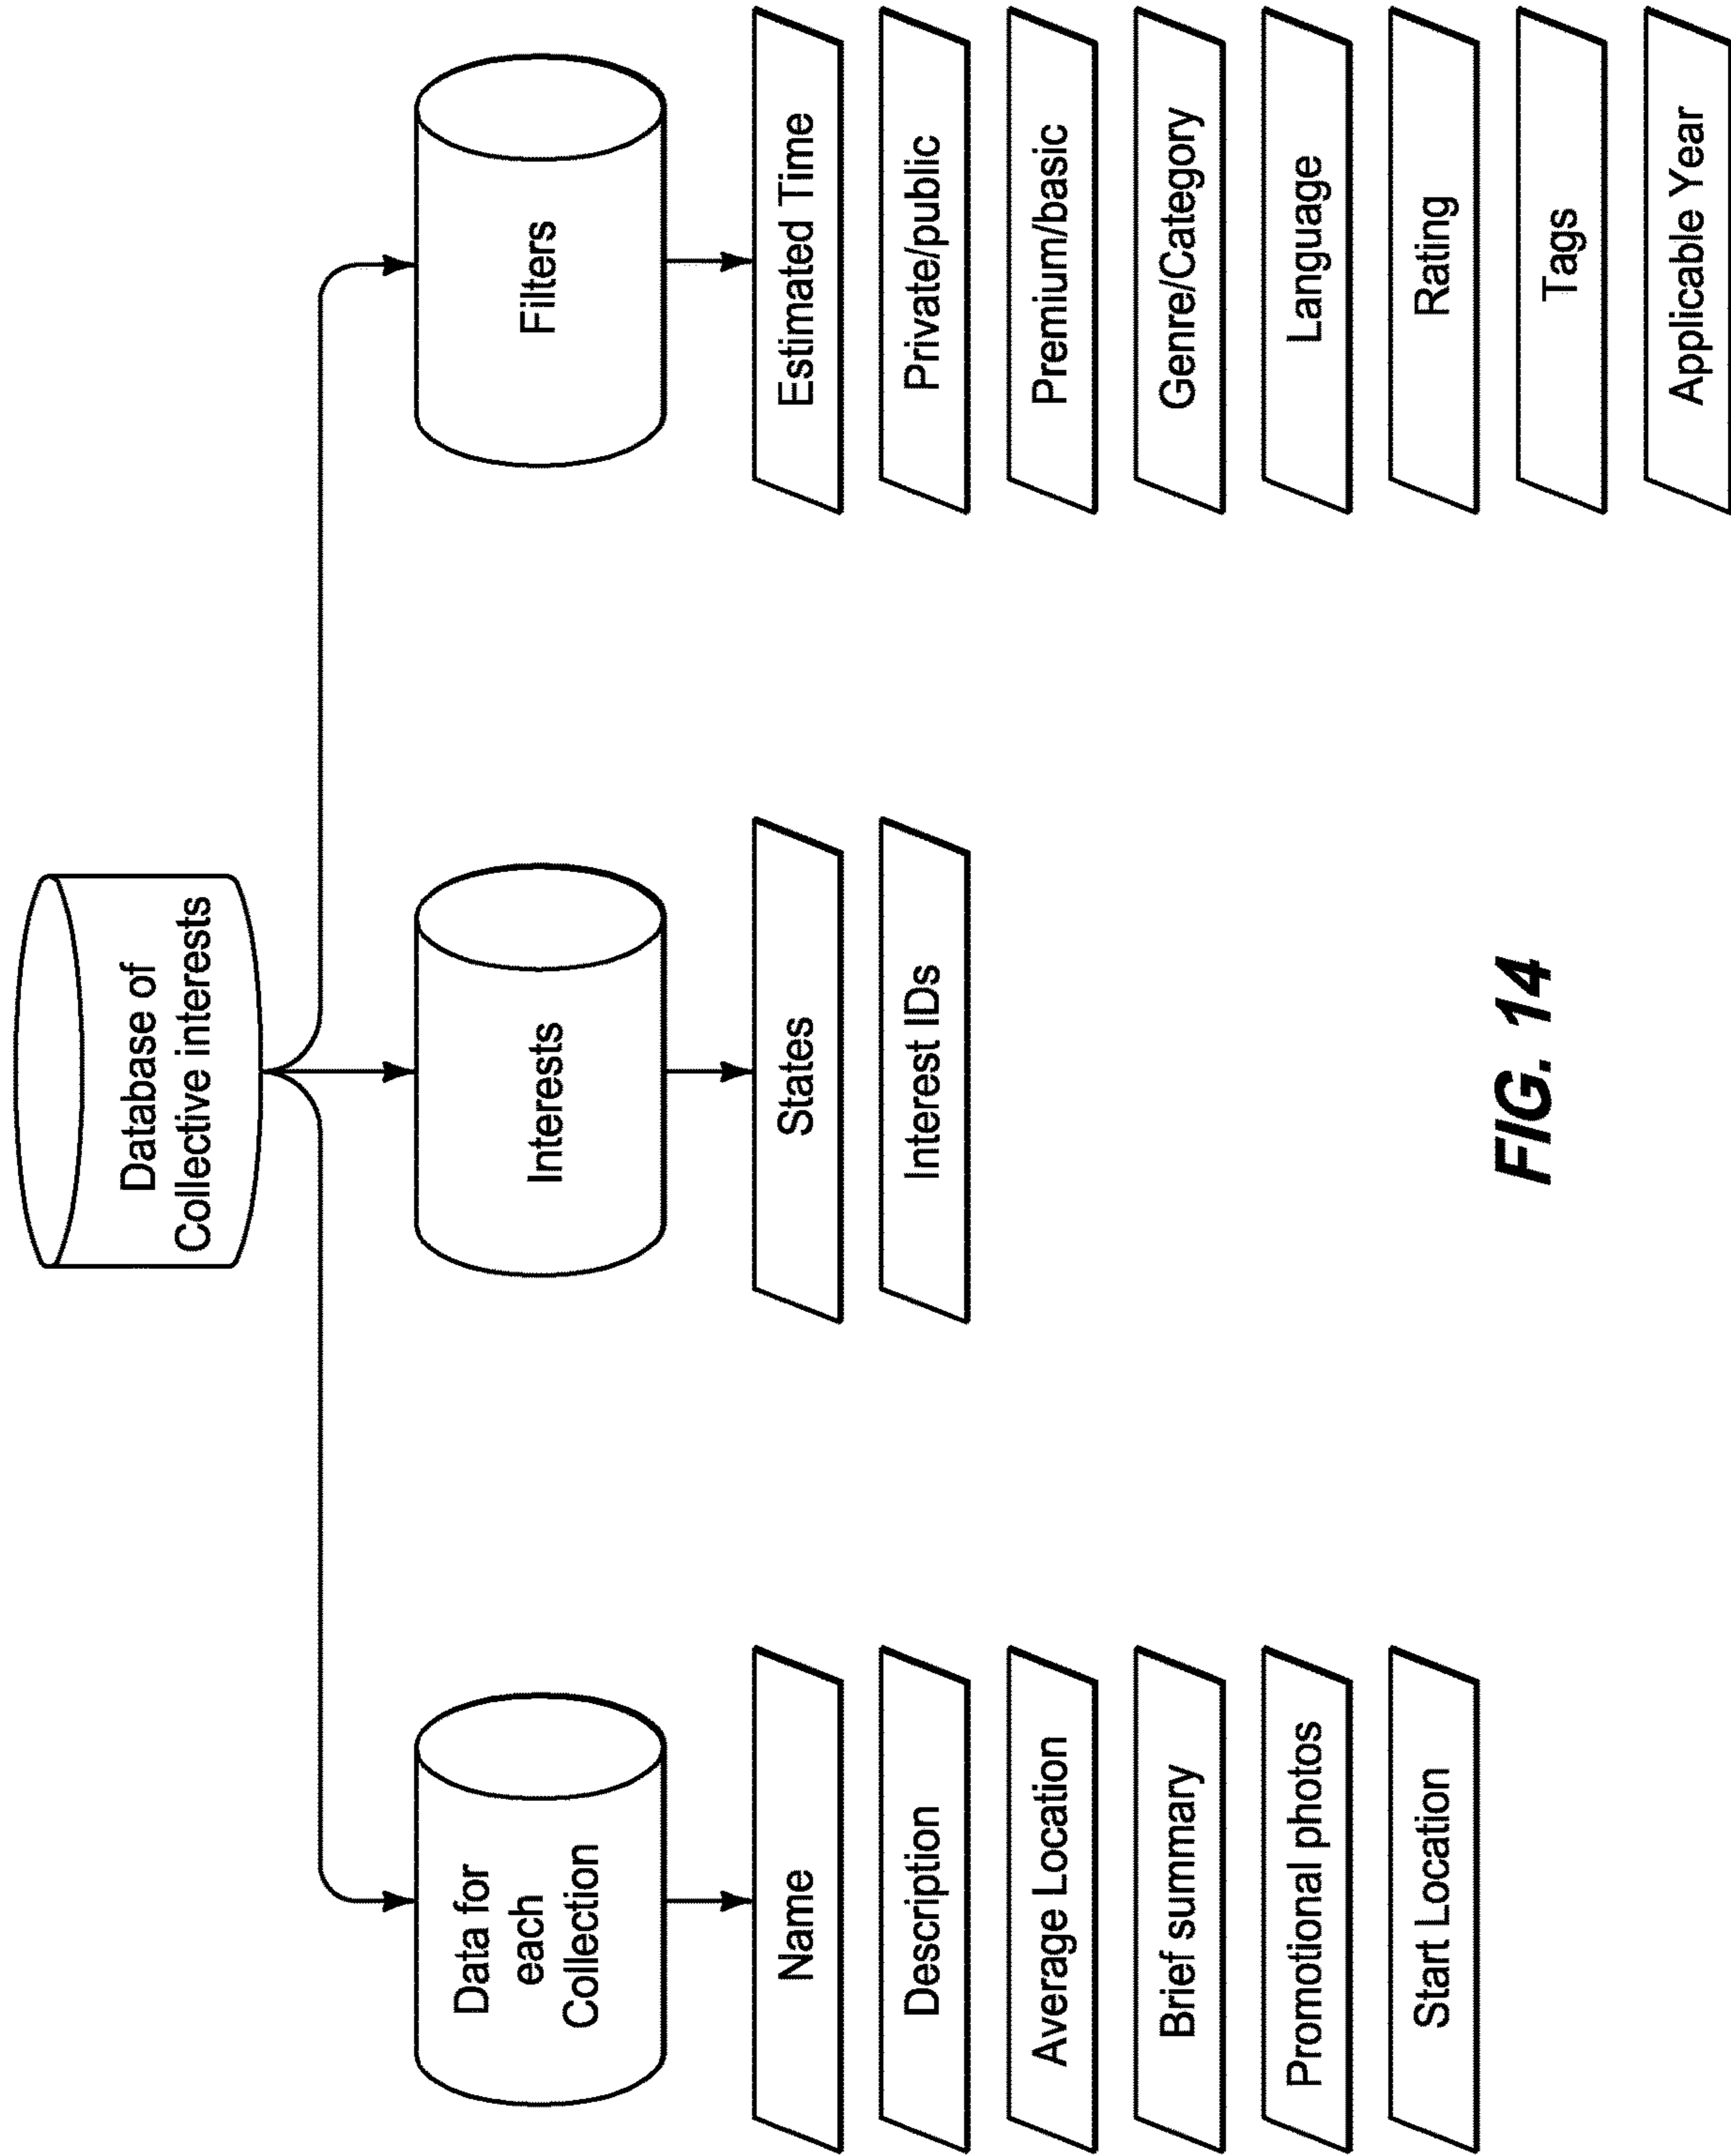 Database of
Collective interests
Data for
each
Collection
Name
Description
Average Location
Brief summary
Promotional photos
Start Location
Interests
States
Interest IDs
Filters
Estimated Time
Private/public
Premium/basic
Genre/Category
Language
Rating
Tags
Applicable Year
FIG. 14